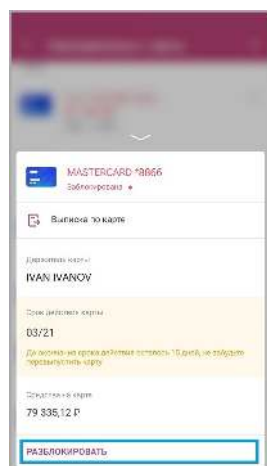 MASTERCARD *8866
Заблокирована
Выписка по карте
Держатель карты
IVAN IVANOV
Срок действия карты
03/21
До окончания срока действия осталось 15 дней, не забудьте
перевыпустить карту
Средства на карте
79 335,12 ₽
РАЗБЛОКИРОВАТЬ